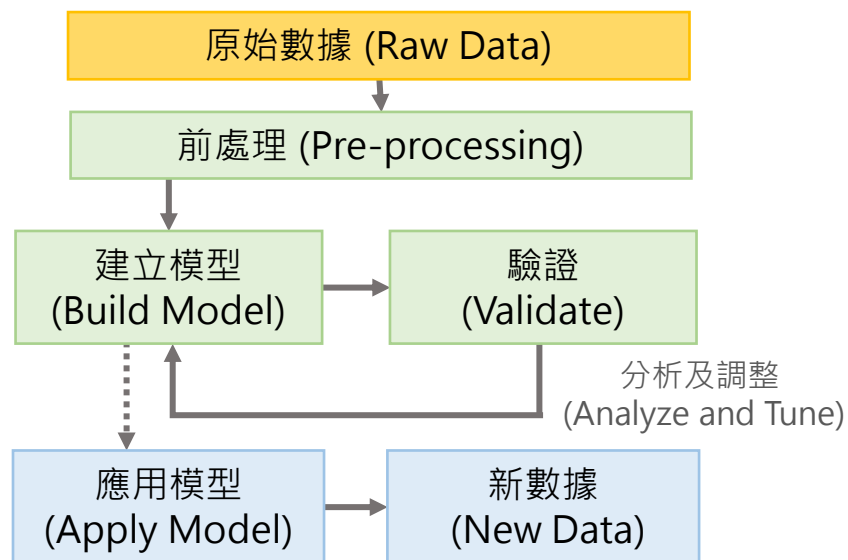 原始數據 (Raw Data)
前處理 (Pre-processing)
建立模型
(Build Model)
驗證
(Validate)
分析及調整
(Analyze and Tune)
應用模型
(Apply Model)
新數據
(New Data)